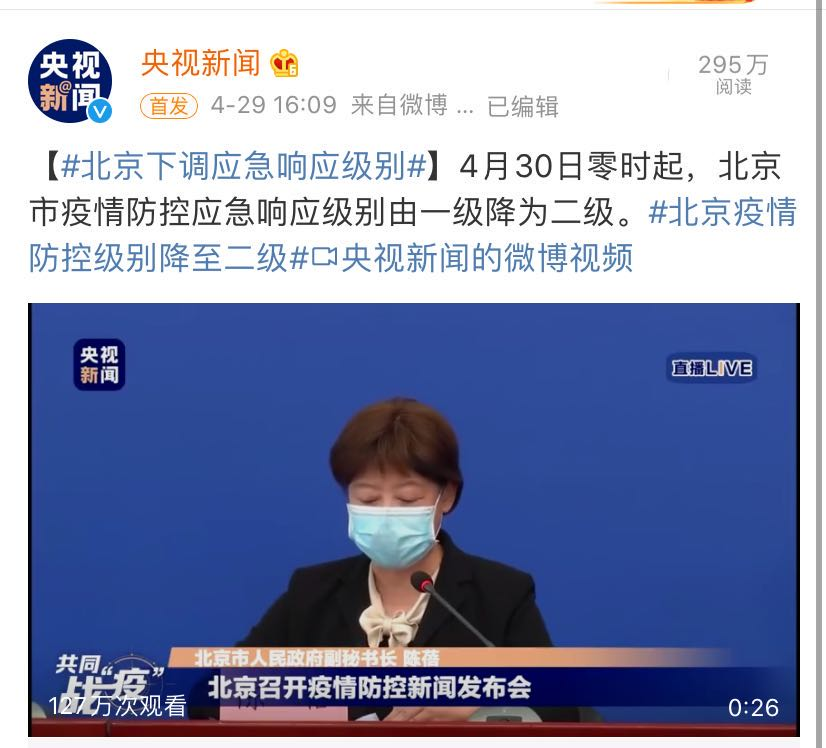 央视
新闻
央视新闻
295万
阅读
首发 4-29 16:09 来自微博 ... 已编辑
【#北京下调应急响应级别#】4月30日零时起，北京
市疫情防控应急响应级别由一级降为二级。#北京疫情
防控级别降至二级#央视新闻的微博视频
央视
新闻
直播LIVE
北京市人民政府副秘书长 陈蓓
共同
战“疫”
北京召开疫情防控新闻发布会
127万次观看
0:26